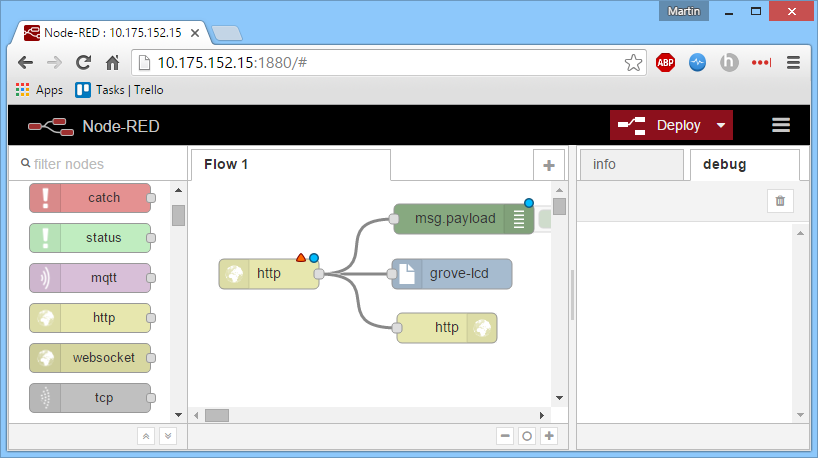 Martin
Node-RED : 10.175.152.15
10.175.152.15:1880/#
ABP
h
Apps
Tasks | Trello
Node-RED
Deploy
filter nodes
Flow 1
info
debug
catch
status
mqtt
http
websocket
tcp
msg.payload
http
grove-lcd
http